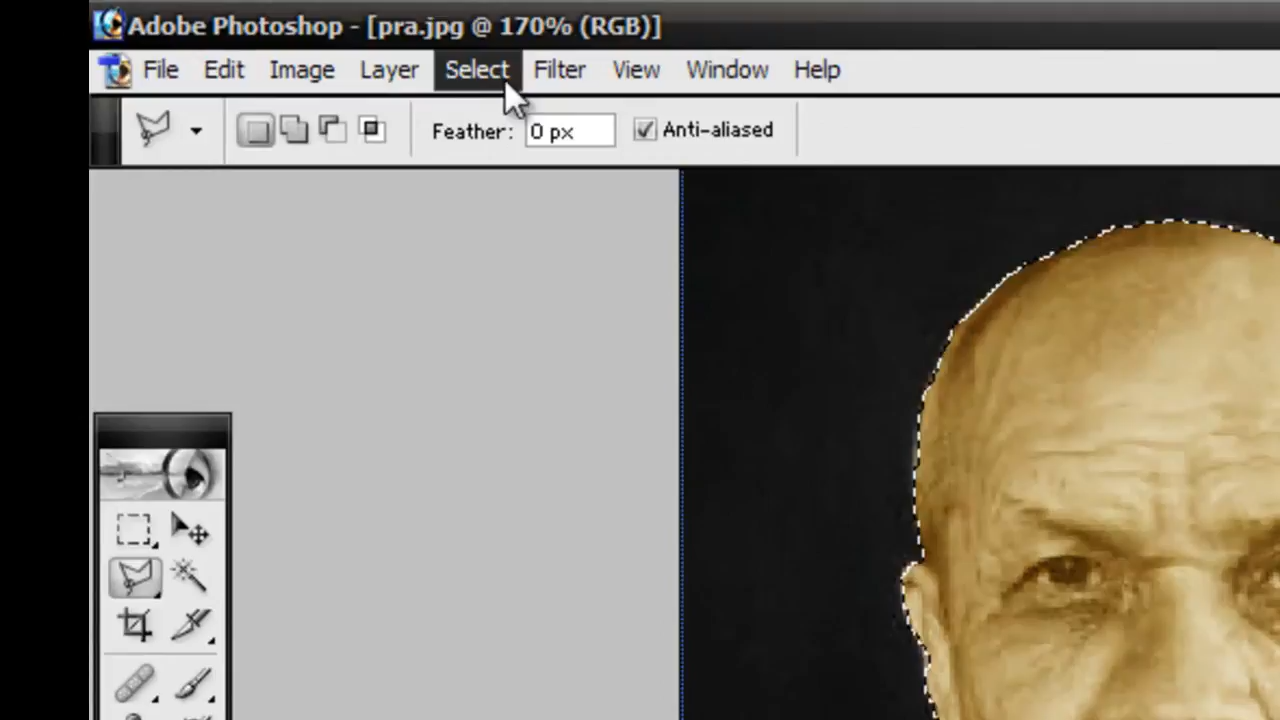 Adobe Photoshop - [pra.jpg @ 170% (RGB)]
File Edit Image Layer Select Filter View Window Help
Feather: 0 px Anti-aliased